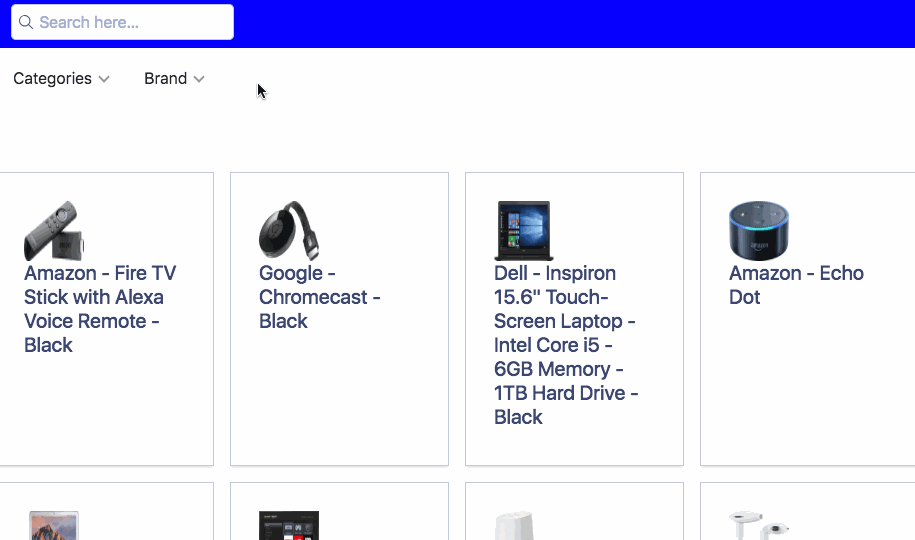 Search here...
Categories
Brand
Amazon - Fire TV
Stick with Alexa
Voice Remote -
Black
Google -
Chromecast -
Black
Dell - Inspiron
15.6" Touch-
Screen Laptop -
Intel Core i5 -
6GB Memory -
1TB Hard Drive -
Black
amazon
Amazon - Echo
Dot